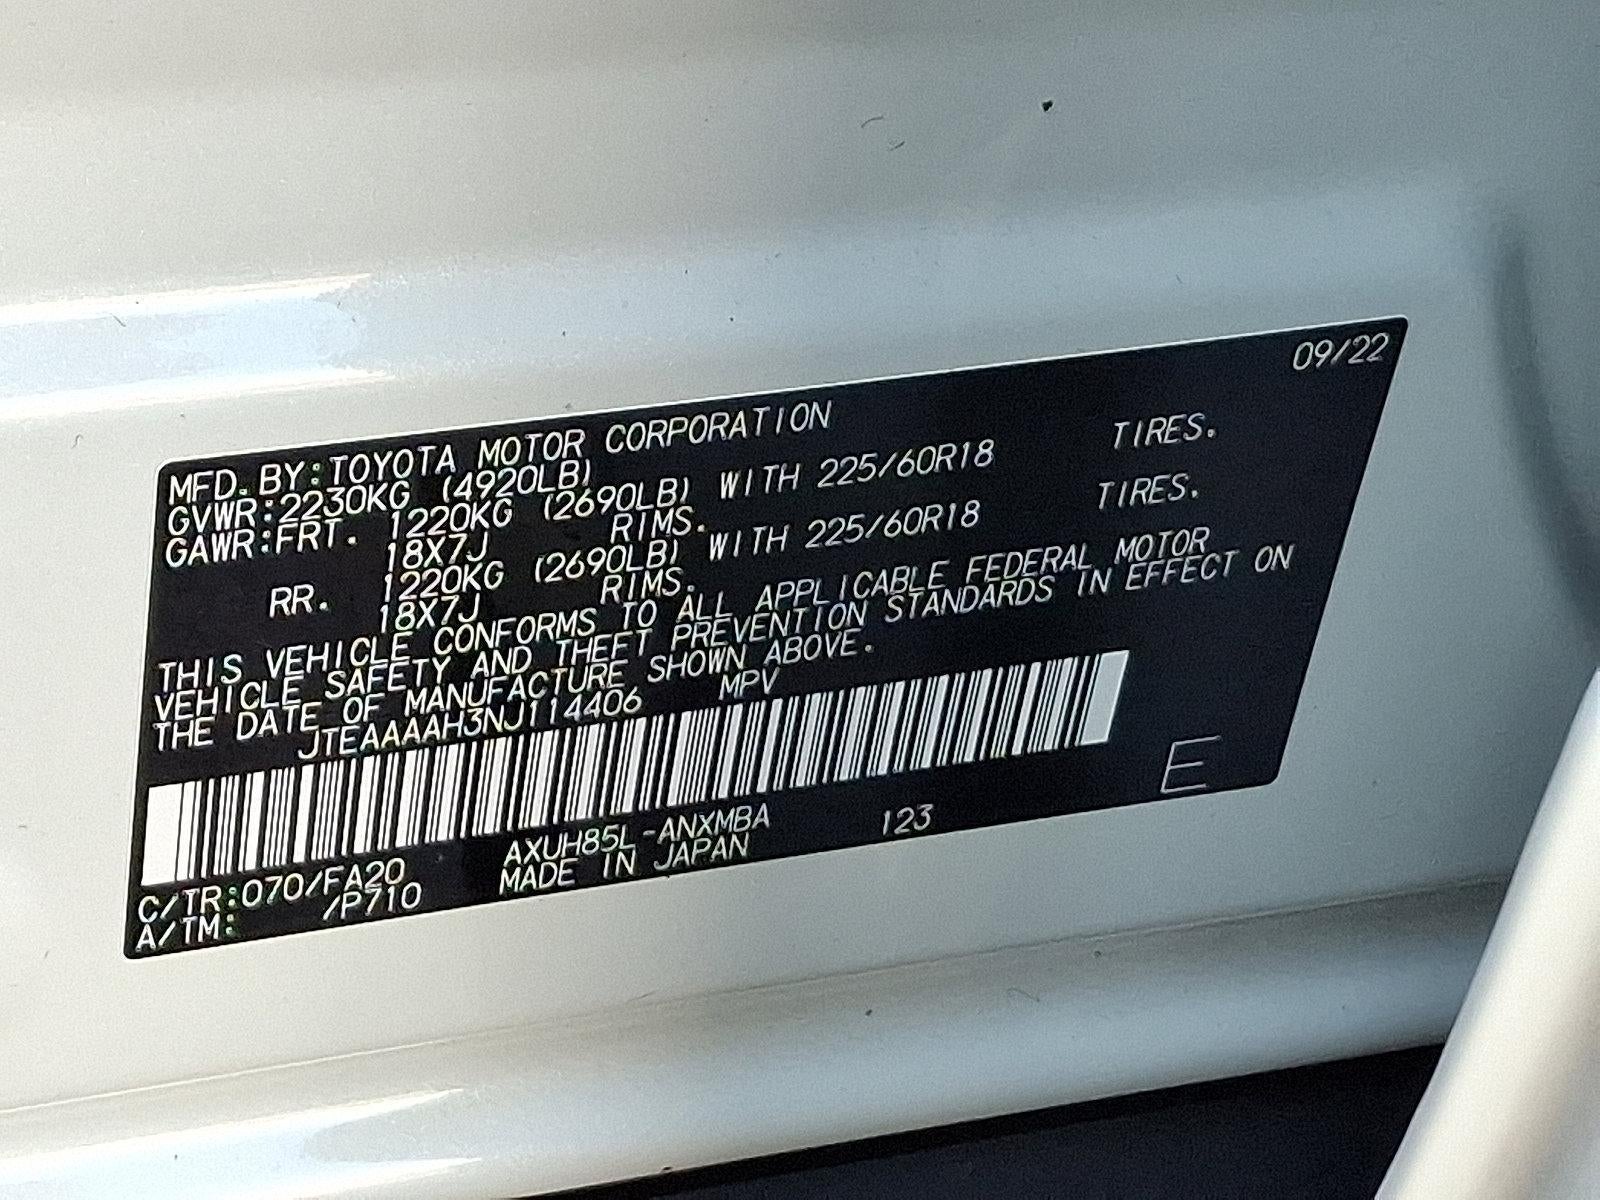 09/22
MFD. BY: TOYOTA MOTOR CORPORATION
GVWR: 2230KG (4920LB)
GAWR: FRT. 1220KG (2690LB) WITH 225/60R18 TIRES.
18X7J RIMS.
RR. 1220KG (2690LB) WITH 225/60R18 TIRES.
18X7J RIMS.
THIS VEHICLE CONFORMS TO ALL APPLICABLE FEDERAL MOTOR
VEHICLE SAFETY AND THEFT PREVENTION STANDARDS IN EFFECT ON
THE DATE OF MANUFACTURE SHOWN ABOVE.
JTEAAAAH3NJ114406 MPV
E
C/TR: 070/FA20 AXUH85L-ANXMBA 123
A/TM: /P710 MADE IN JAPAN